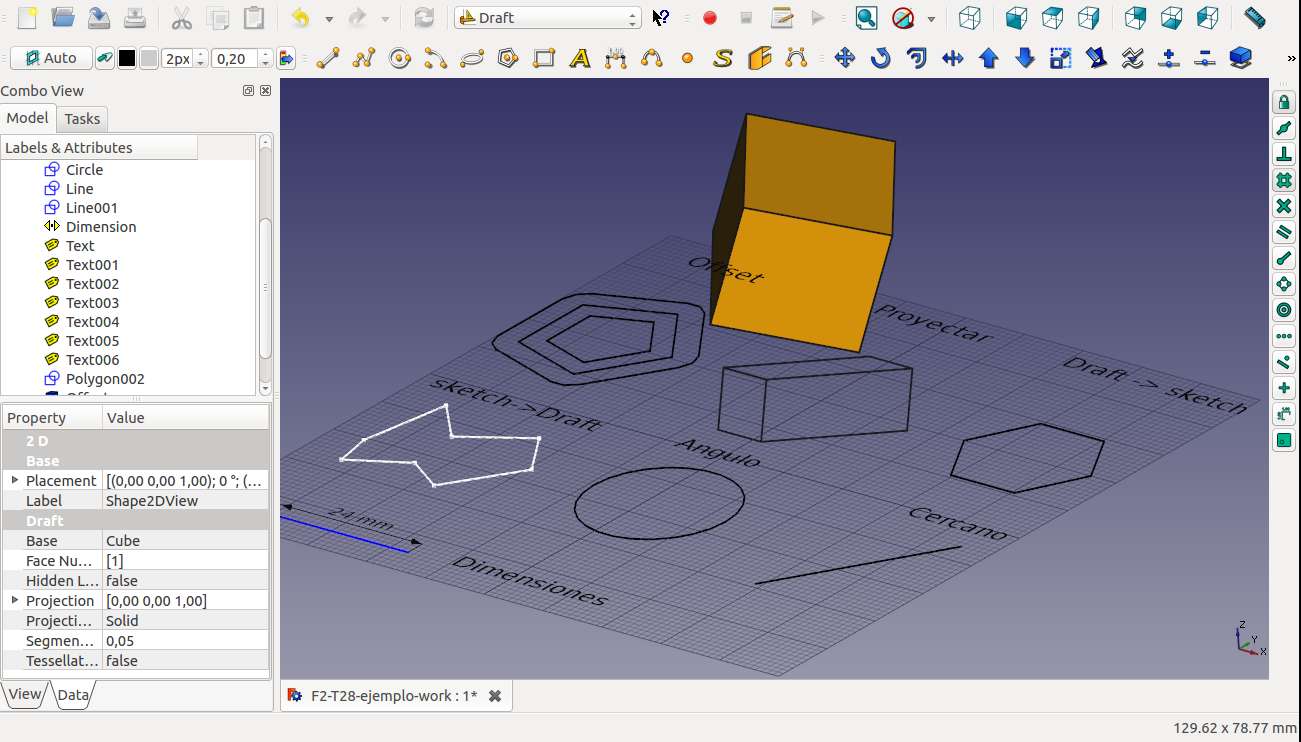 Draft
Auto
2px
0,20
»
Combo View
Model
Tasks
Labels & Attributes
Circle
Line
Line001
Dimension
Text
Text001
Text002
Text003
Text004
Text005
Text006
Polygon002
Property Value
2 D
Base
Placement [(0,00 0,00 1,00); 0 °; (...
Label Shape2DView
Draft
Base Cube
Face Nu... [1]
Hidden L... false
Projection [0,00 0,00 1,00]
Projecti... Solid
Segmen... 0,05
Tessellat... false
View
Data
Offset
Proyectar
Draft -> sketch
sketch->Draft
Angulo
Cercano
24 mm
Dimensiones
Z
Y
X
F2-T28-ejemplo-work : 1*
129.62 x 78.77 mm